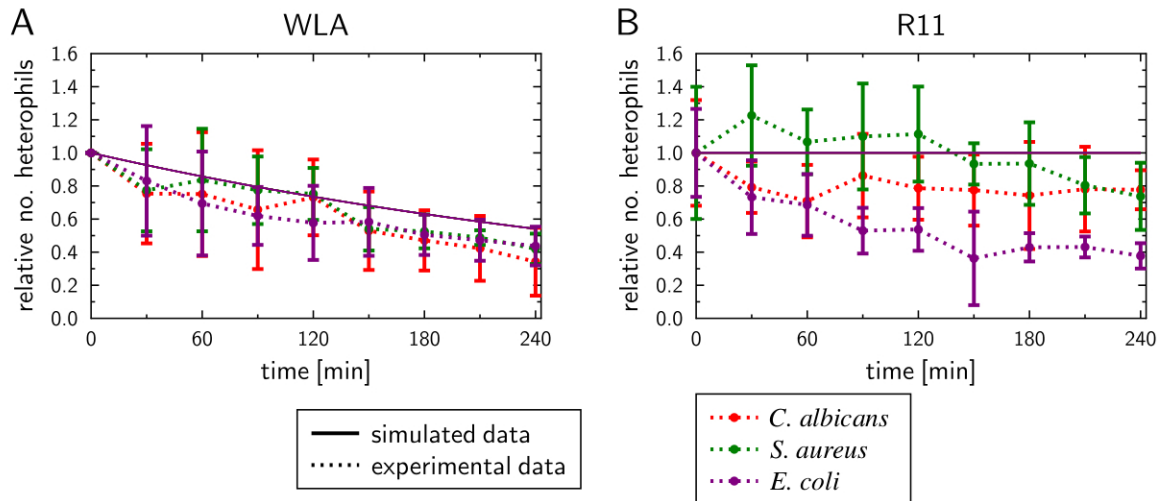 A
WLA
relative no. heterophils
1.6
1.4
1.2
1.0
0.8
0.6
0.4
0.2
0.0
0
60
120
180
240
time [min]
simulated data
experimental data
B
R11
relative no. heterophils
1.6
1.4
1.2
1.0
0.8
0.6
0.4
0.2
0.0
0
60
120
180
240
time [min]
C. albicans
S. aureus
E. coli